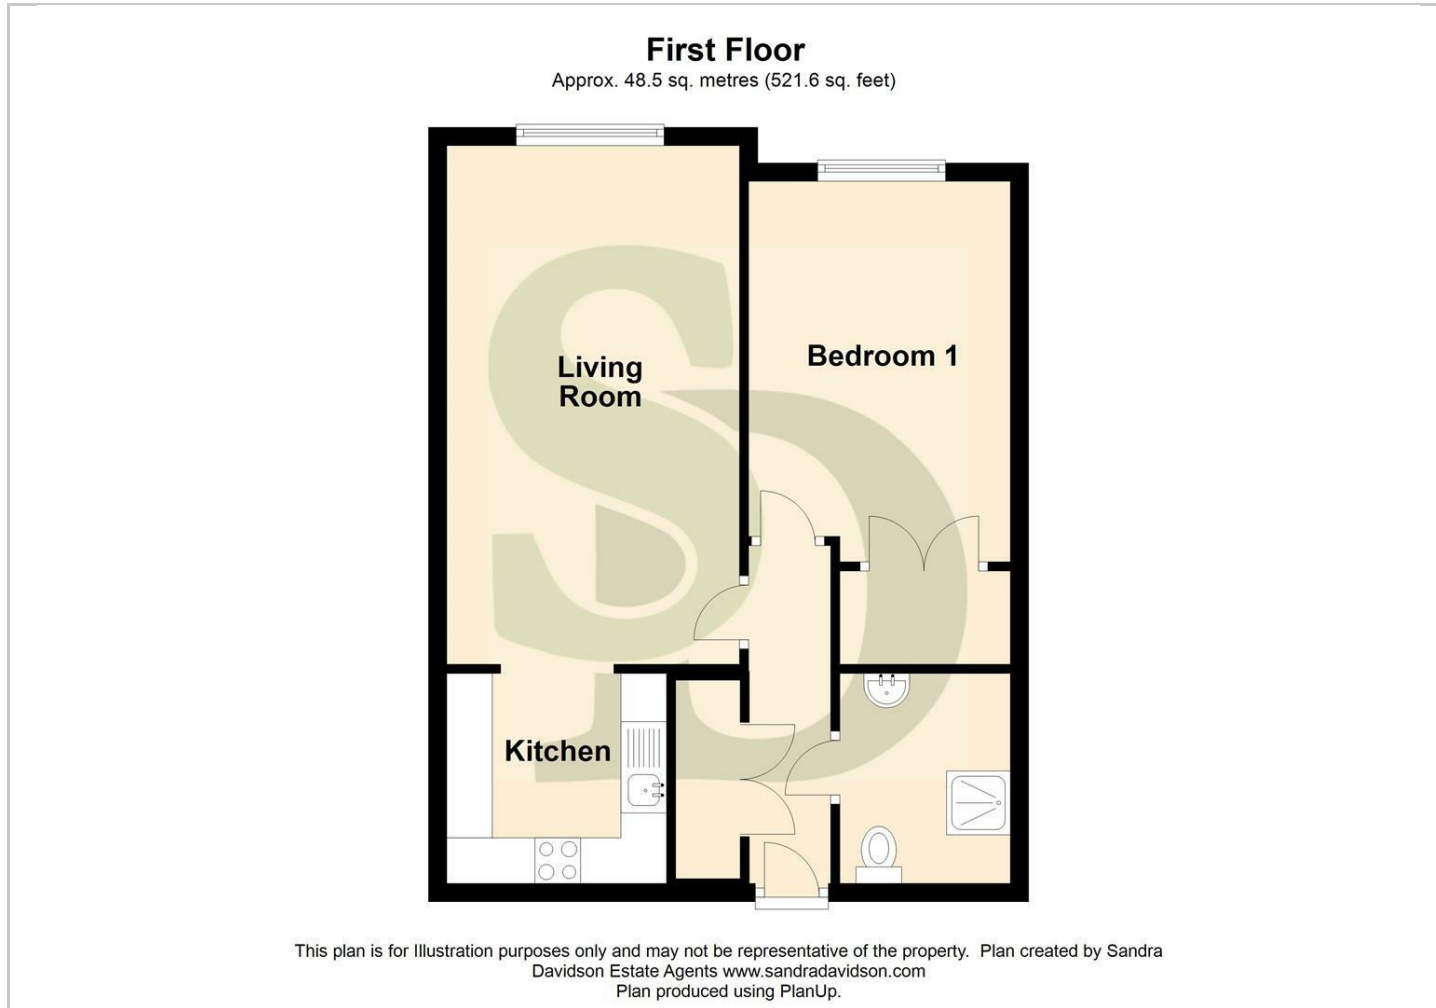 First Floor
Approx. 48.5 sq. metres (521.6 sq. feet)
Living
Room
Bedroom 1
Kitchen
SD
This plan is for Illustration purposes only and may not be representative of the property.  Plan created by Sandra
Davidson Estate Agents www.sandradavidson.com
Plan produced using PlanUp.